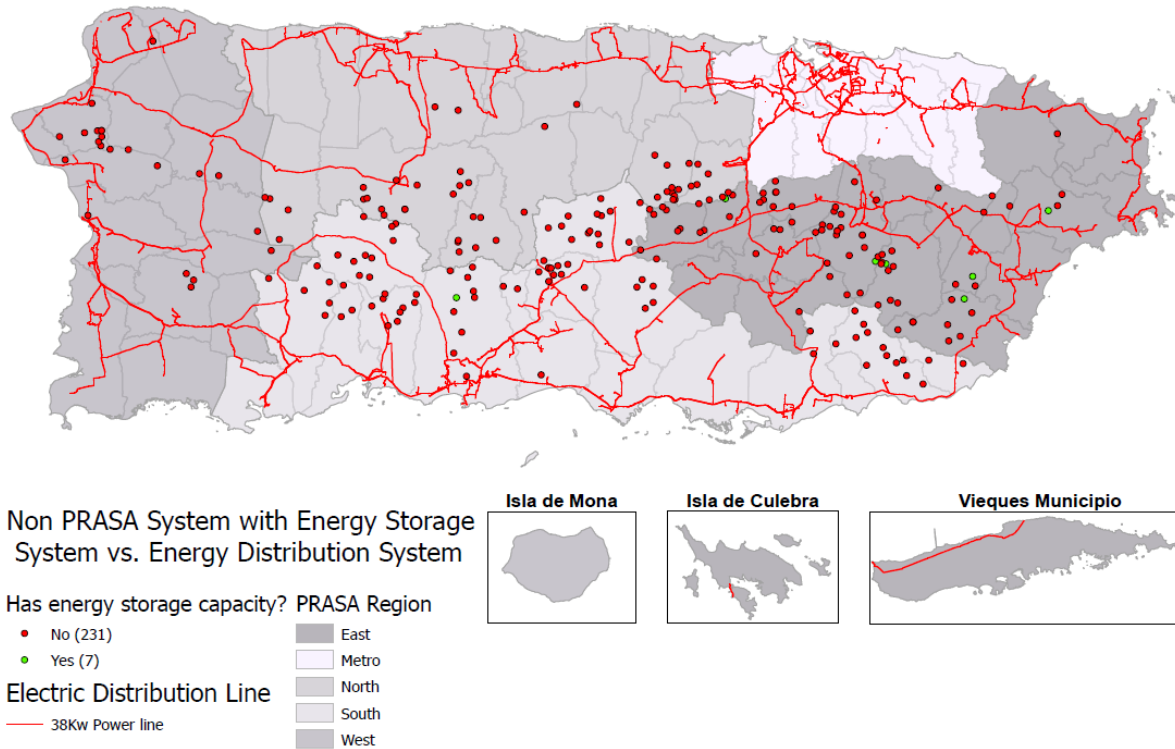 Isla de Mona
Isla de Culebra
Vieques Municipio
Non PRASA System with Energy Storage
System vs. Energy Distribution System
Has energy storage capacity?
No (231)
Yes (7)
Electric Distribution Line
38Kw Power line
PRASA Region
East
Metro
North
South
West